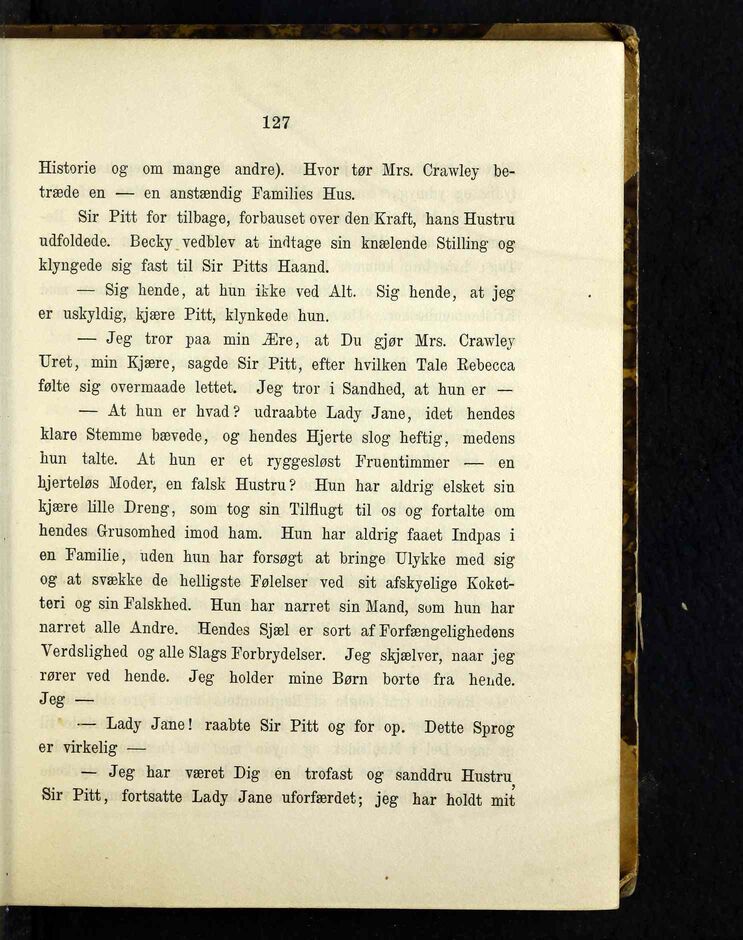 127
Historie og om mange andre). Hvor tør Mrs. Crawley be-
træde en — en anstændig Families Hus.
Sir Pitt for tilbage, forbauset over den Kraft, hans Hustru
udfoldede. Becky vedblev at indtage sin knælende Stilling og
klyngede sig fast til Sir Pitts Haand.
— Sig hende, at hun ikke ved Alt. Sig hende, at jeg
er uskyldig, kjære Pitt, klynkede hun.
— Jeg tror paa min Ære, at Du gjør Mrs. Crawley
Uret, min Kjære, sagde Sir Pitt, efter hvilken Tale Rebecca
følte sig overmaade lettet. Jeg tror i Sandhed, at hun er —
— At hun er hvad? udraabte Lady Jane, idet hendes
klare Stemme bævede, og hendes Hjerte slog heftig, medens
hun talte. At hun er et ryggesløst Fruentimmer — en
hjerteløs Moder, en falsk Hustru? Hun har aldrig elsket sin
kjære lille Dreng, som tog sin Tilflugt til os og fortalte om
hendes Grusomhed imod ham. Hun har aldrig faaet Indpas i
en Familie, uden hun har forsøgt at bringe Ulykke med sig
og at svække de helligste Følelser ved sit afskyelige Koket-
teri og sin Falskhed. Hun har narret sin Mand, som hun har
narret alle Andre. Hendes Sjæl er sort af Forfængelighedens
Verdslighed og alle Slags Forbrydelser. Jeg skjælver, naar jeg
rører ved hende. Jeg holder mine Børn borte fra hende.
Jeg —
— Lady Jane! raabte Sir Pitt og for op. Dette Sprog
er virkelig —
— Jeg har været Dig en trofast og sanddru Hustru,
Sir Pitt, fortsatte Lady Jane uforfærdet; jeg har holdt mit